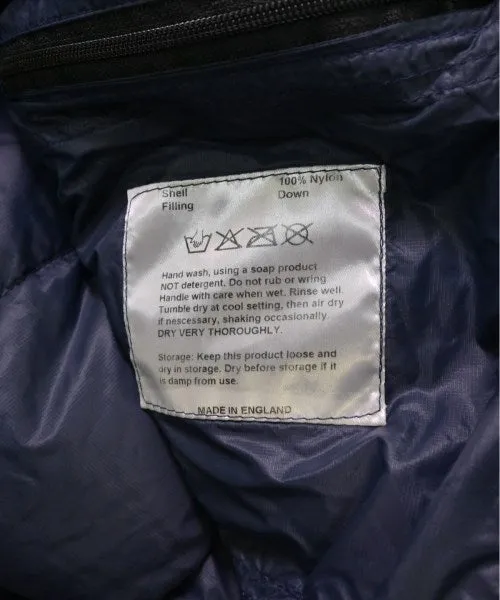 Shell 100% Nylon
Filling Down
Hand wash, using a soap product
NOT detergent. Do not rub or wring
Handle with care when wet. Rinse well.
Tumble dry at cool setting, then air dry
if nescessary, shaking occasionally.
DRY VERY THOROUGHLY.
Storage: Keep this product loose and
dry in storage. Dry before storage if it
is damp from use.
MADE IN ENGLAND